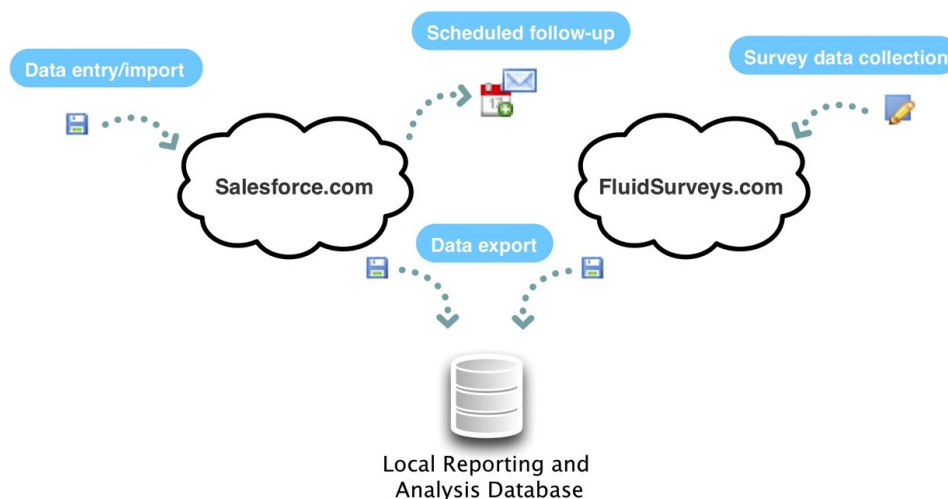 Scheduled follow-up
Data entry/import
Survey data collection
17
Salesforce.com
FluidSurveys.com
Data export
Local Reporting and
Analysis Database